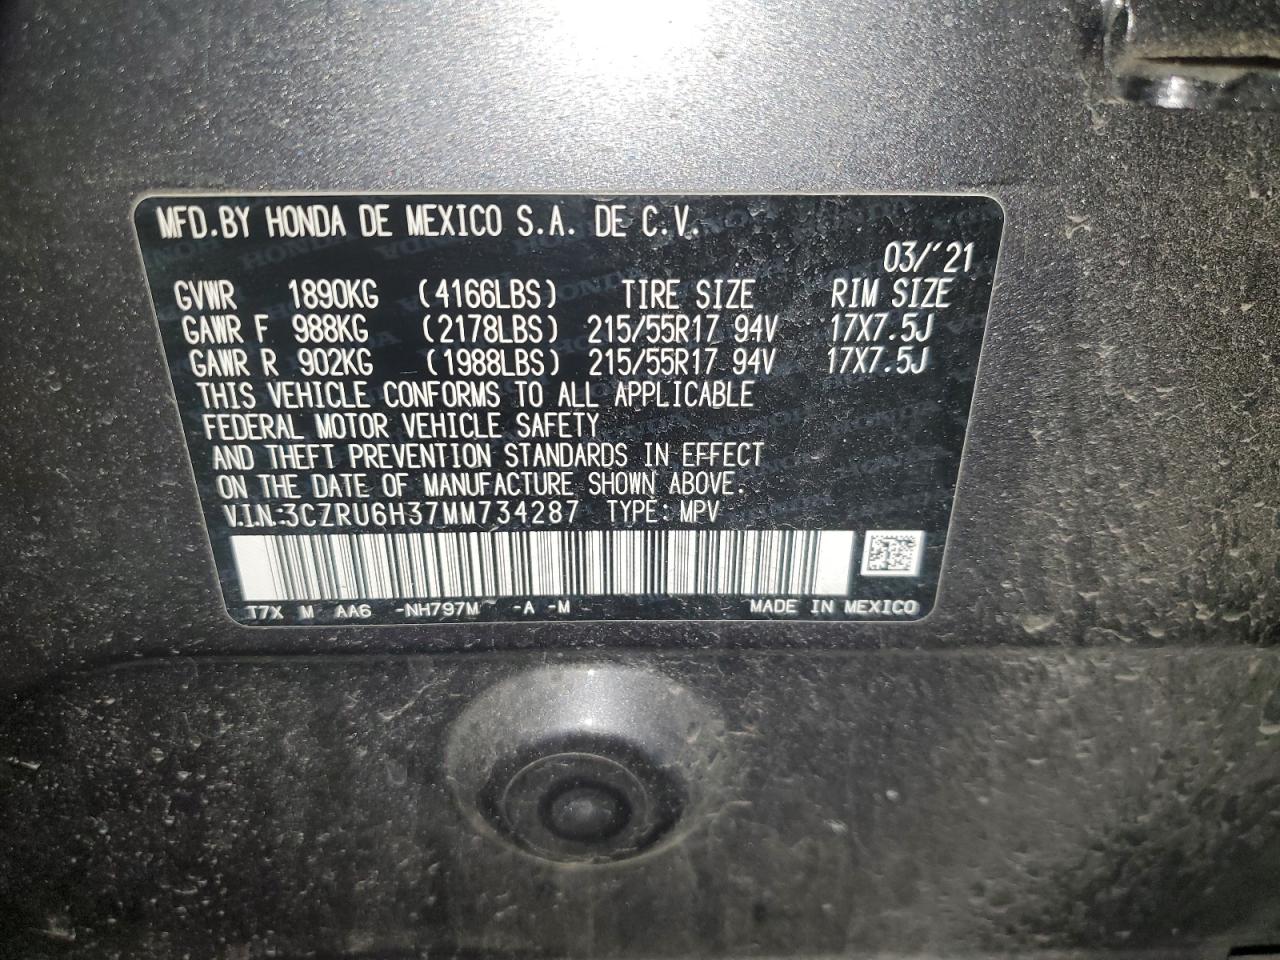 MFD.BY HONDA DE MEXICO S.A. DE C.V.
03/'21
GVWR 1890KG (4166LBS) TIRE SIZE RIM SIZE
GAWR F 988KG (2178LBS) 215/55R17 94V 17X7.5J
GAWR R 902KG (1988LBS) 215/55R17 94V 17X7.5J
THIS VEHICLE CONFORMS TO ALL APPLICABLE
FEDERAL MOTOR VEHICLE SAFETY
AND THEFT PREVENTION STANDARDS IN EFFECT
ON THE DATE OF MANUFACTURE SHOWN ABOVE.
V.I.N.:3CZRU6H37MM734287 TYPE: MPV
T7X M AA6 -NH797M -A -M MADE IN MEXICO